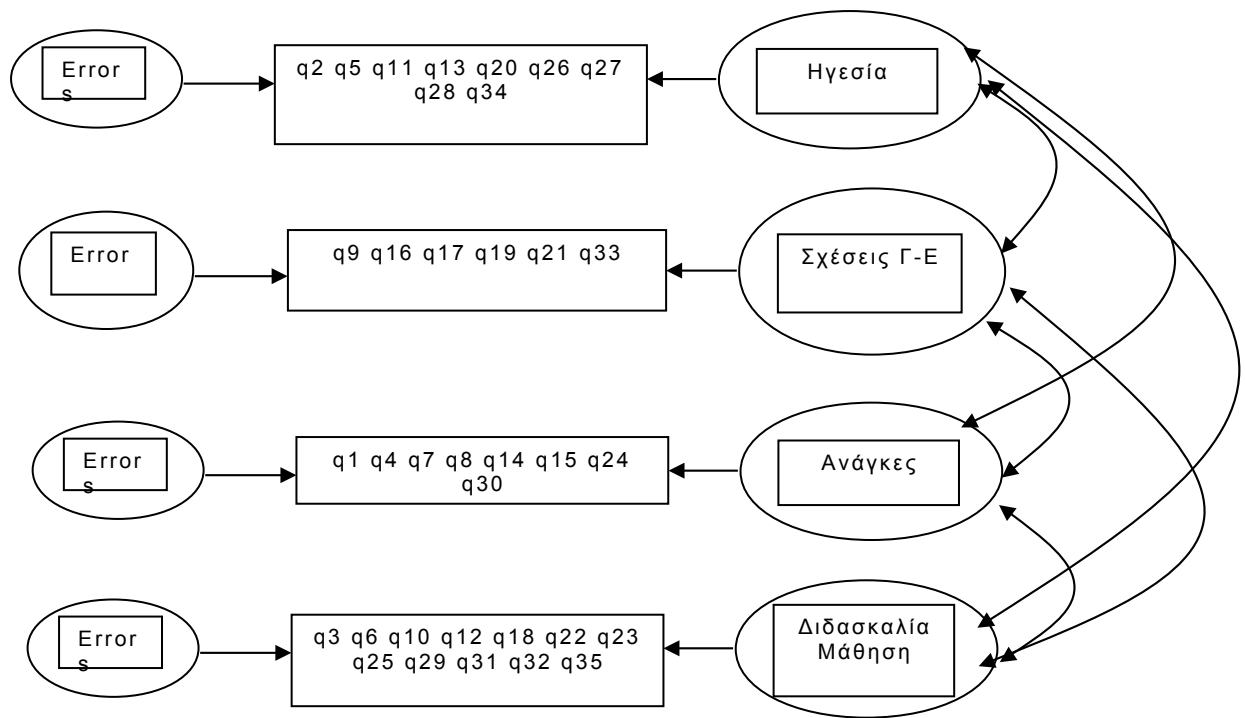 Error
s
q2 q5 q11 q13 q20 q26 q27
q28 q34
Ηγεσία
Error
q9 q16 q17 q19 q21 q33
Σχέσεις Γ-Ε
Error
s
q1 q4 q7 q8 q14 q15 q24
q30
Ανάγκες
Error
s
q3 q6 q10 q12 q18 q22 q23
q25 q29 q31 q32 q35
Διδασκαλία
Μάθηση